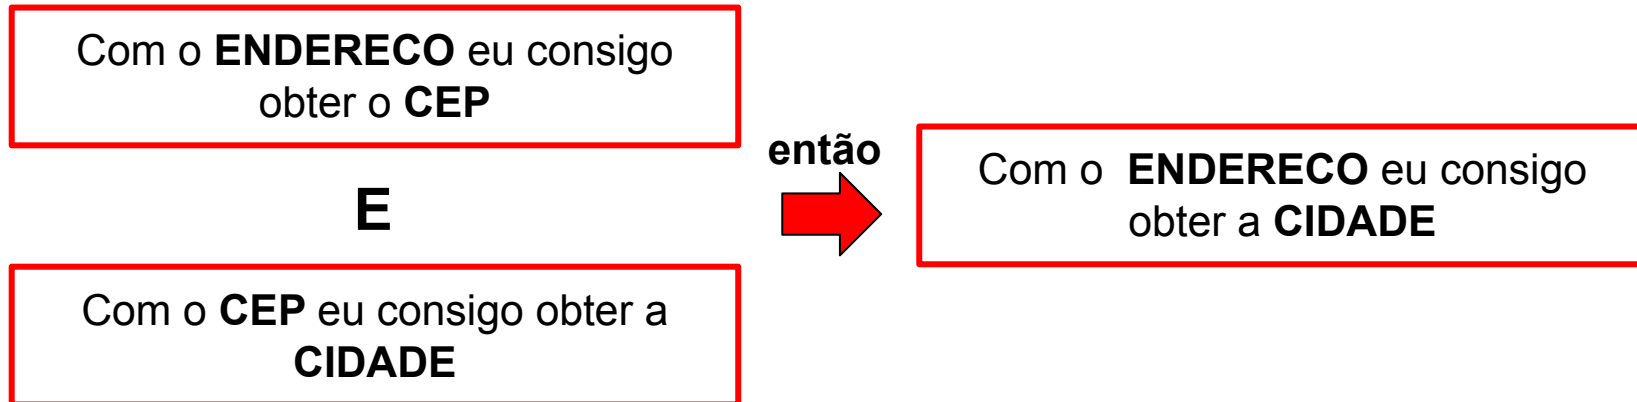 Com o ENDERECO eu consigo
obter o CEP
E
Com o CEP eu consigo obter a
CIDADE
então
Com o ENDERECO eu consigo
obter a CIDADE